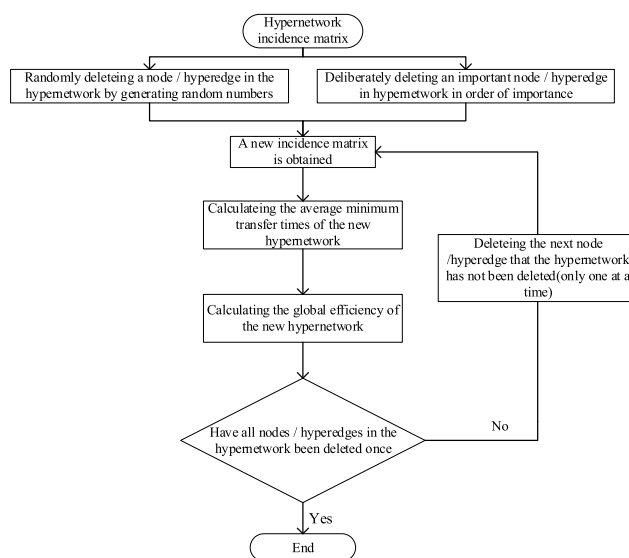 Hypernetwork
incidence matrix
Randomly deleteing a node / hyperedge in the
hypernetwork by generating random numbers
Deliberately deleting an important node / hyperedge
in hypernetwork in order of importance
A new incidence matrix
is obtained
Calculateing the average minimum
transfer times of the new
hypernetwork
Deleteing the next node
/hyperedge that the hypernetwork
has not been deleted(only one at a
time)
Calculating the global efficiency of
the new hypernetwork
Have all nodes / hyperedges in the
hypernetwork been deleted once
No
Yes
End